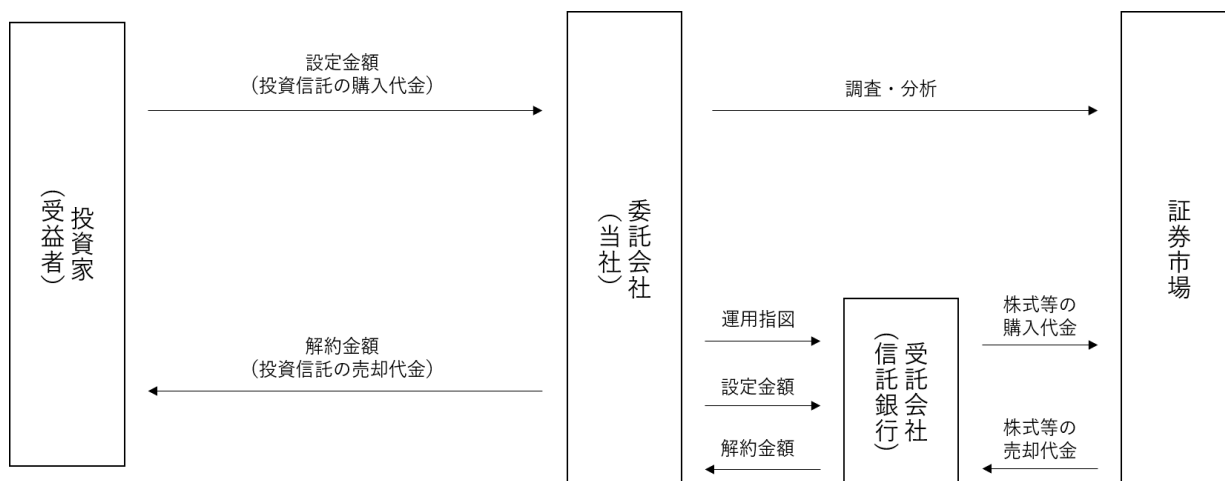 設定金額
（投資信託の購入代金）
調査・分析
投資家
（受益者）
委託会社
（当社）
証券市場
運用指図
株式等の
購入代金
受託会社
（信託銀行）
解約金額
（投資信託の売却代金）
設定金額
解約金額
株式等の
売却代金